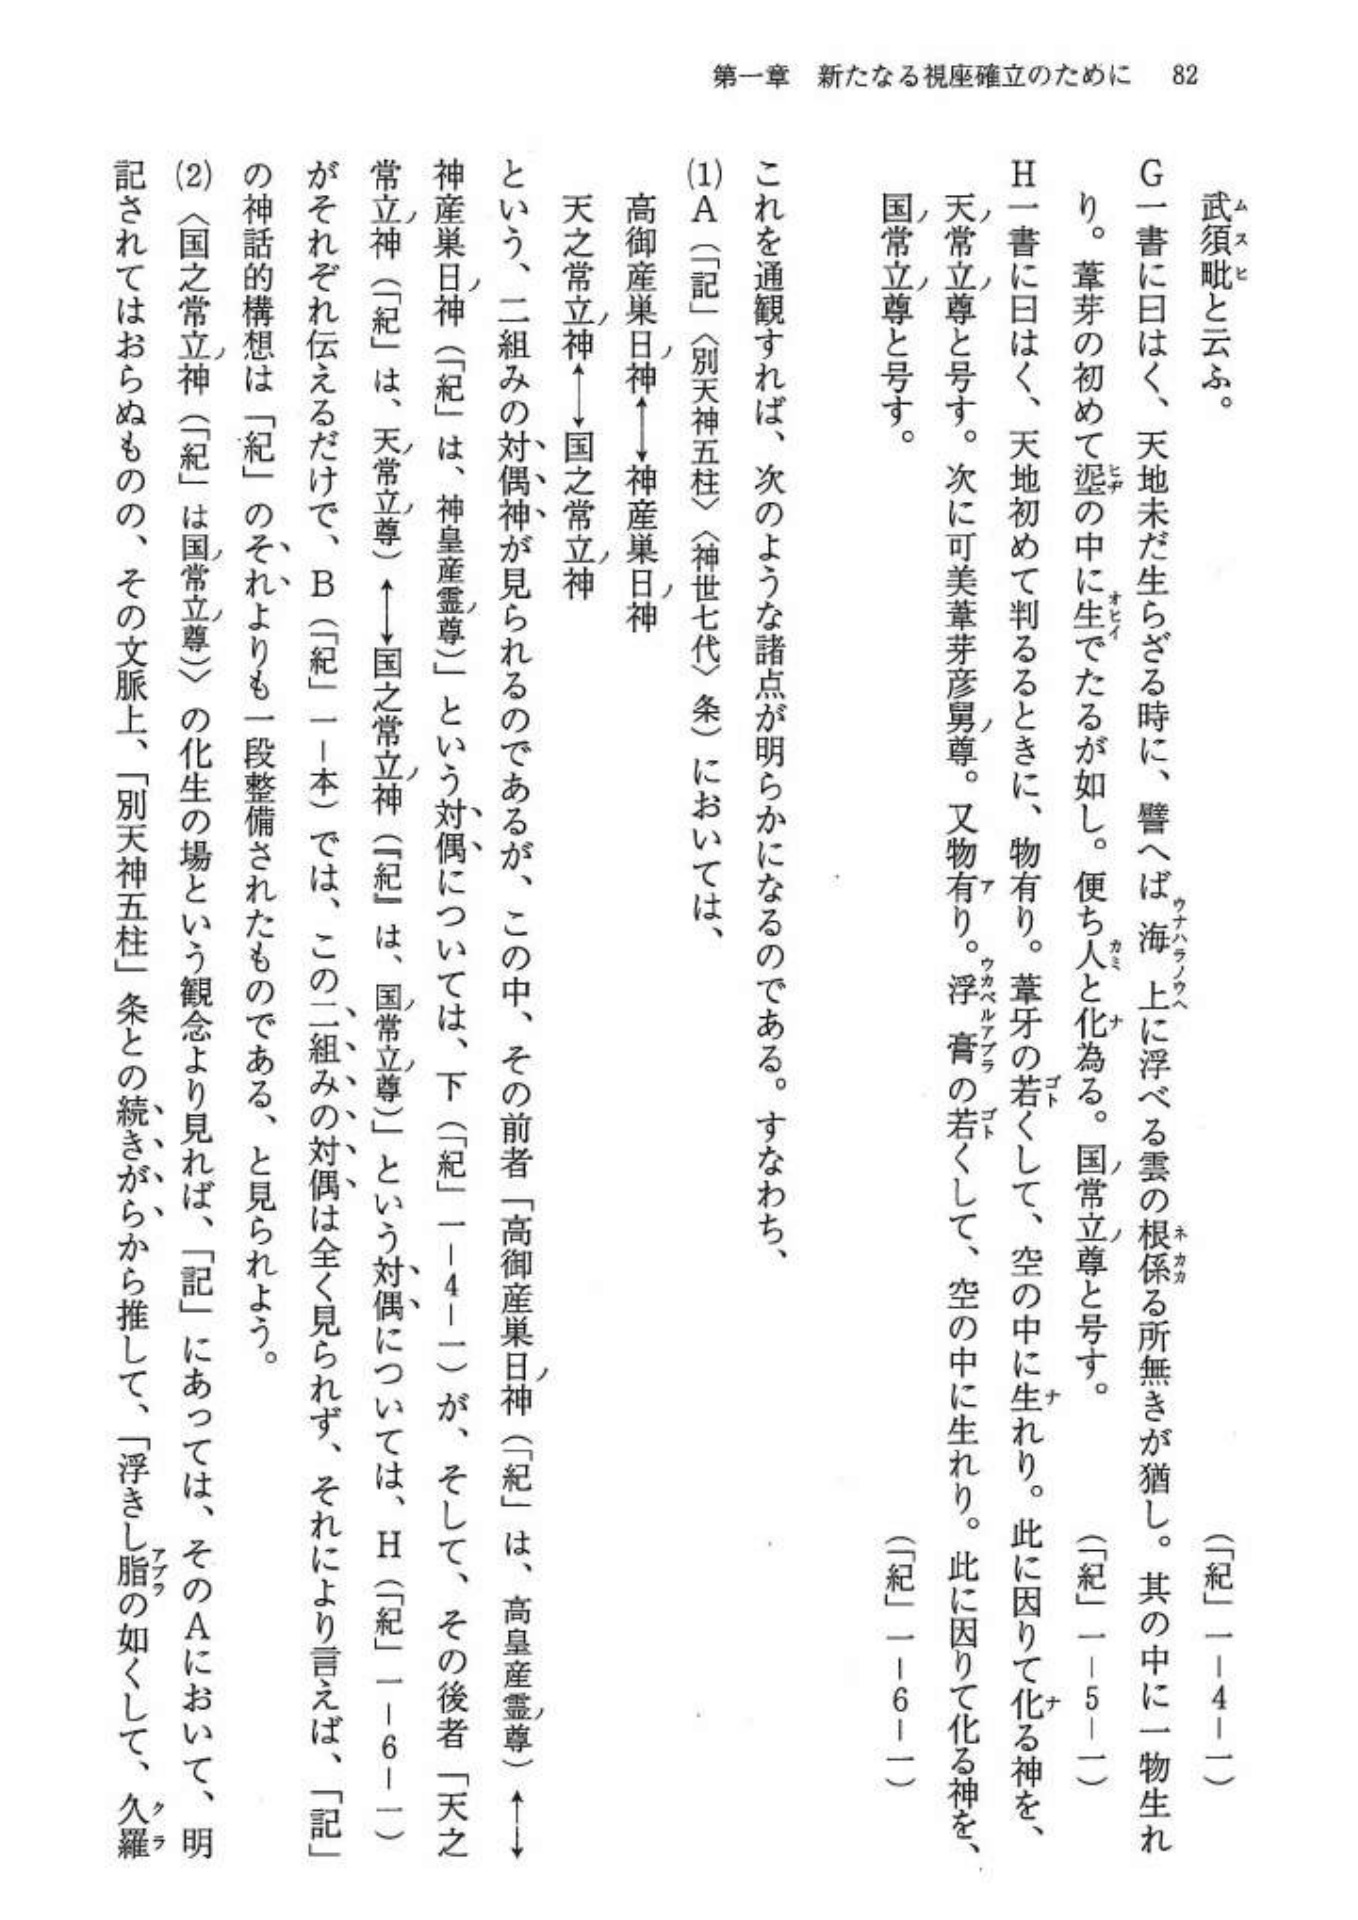 第一章　新たなる視座確立のために　82
武須毗と云ふ。（「紀」一－4－一）
G一書に曰はく、天地未だ生らざる時に、譬へば海上に浮べる雲の根係る所無きが猶し。其の中に一物生れ
り。葦芽の初めて埿の中に生でたるが如し。便ち人と化為る。国常立尊と号す。（「紀」一－5－一）
H一書に曰はく、天地初めて判るるときに、物有り。葦牙の若くして、空の中に生れり。此に因りて化る神を、
天常立尊と号す。次に可美葦芽彦舅尊。又物有り。浮膏の若くして、空の中に生れり。此に因りて化る神を、
国常立尊と号す。（「紀」一－6－一）
これを通観すれば、次のような諸点が明らかになるのである。すなわち、
(1)A（「記」〈別天神五柱〉〈神世七代〉条）においては、
高御産巣日神←→神産巣日神
天之常立神←→国之常立神
という、二組みの対偶神が見られるのであるが、この中、その前者「高御産巣日神（「紀」は、高皇産霊尊）←→
神産巣日神（「紀」は、神皇産霊尊）」という対偶については、下（「紀」一－4－一）が、そして、その後者「天之
常立神（「紀」は、天常立尊）←→国之常立神（『紀』は、国常立尊）」という対偶については、H（「紀」一－6－一）
がそれぞれ伝えるだけで、B（「紀」一－本）では、この二組みの対偶は全く見られず、それにより言えば、「記」
の神話的構想は「紀」のそれよりも一段整備されたものである、と見られよう。
(2)〈国之常立神（「紀」は国常立尊）〉の化生の場という観念より見れば、「記」にあっては、そのAにおいて、明
記されてはおらぬものの、その文脈上、「別天神五柱」条との続きがらから推して、「浮きし脂の如くして、久羅